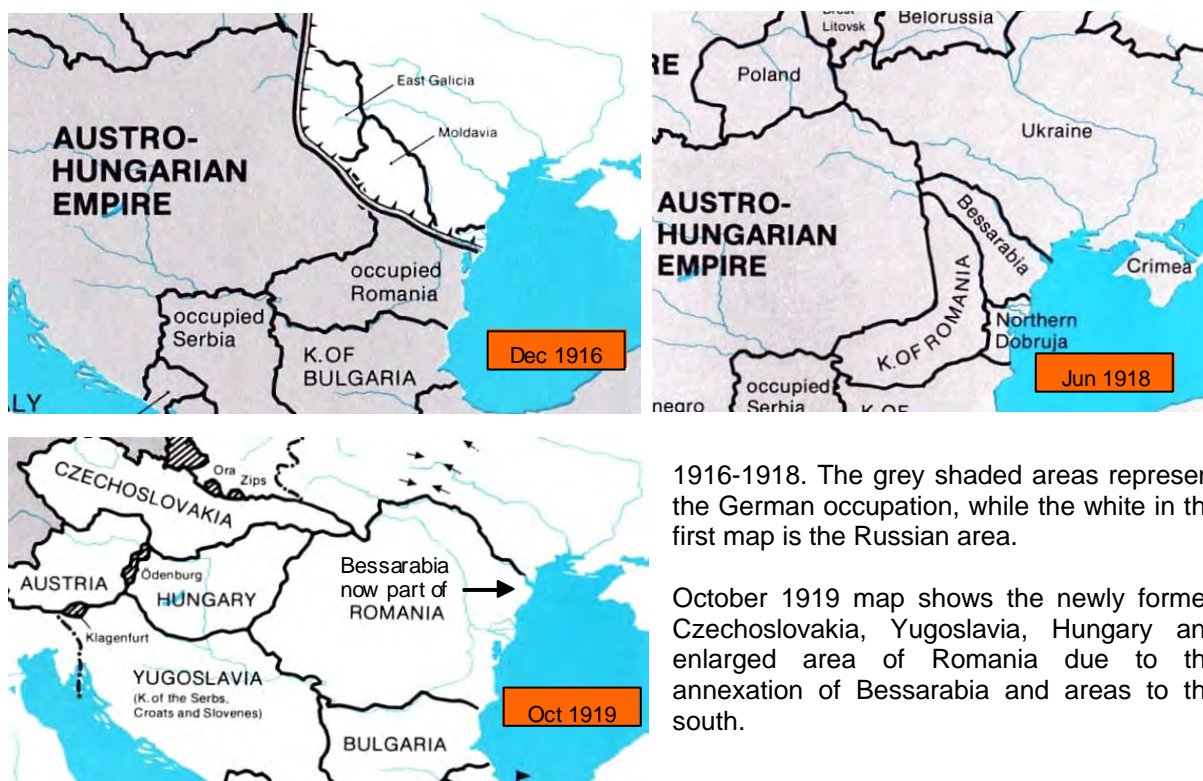 East Galicia
Moldavia
AUSTRO-
HUNGARIAN
EMPIRE
occupied
Romania
occupied
Serbia
K.OF
BULGARIA
Dec 1916
LY
Litovsk
Belorussia
RE
Poland
Ukraine
AUSTRO-
HUNGARIAN
EMPIRE
Bessarabia
Crimea
K.OF ROMANIA
Northern
Dobruja
Jun 1918
occupied
Serbia
negro
K.OF
CZECHOSLOVAKIA
Ora
Zips
AUSTRIA
Ödenburg
HUNGARY
Klagenfurt
Bessarabia
now part of
ROMANIA
YUGOSLAVIA
(K.of the Serbs,
Croats and Slovenes)
Oct 1919
BULGARIA
1916-1918. The grey shaded areas represen
the German occupation, while the white in th
first map is the Russian area.
October 1919 map shows the newly forme
Czechoslovakia, Yugoslavia, Hungary an
enlarged area of Romania due to th
annexation of Bessarabia and areas to th
south.